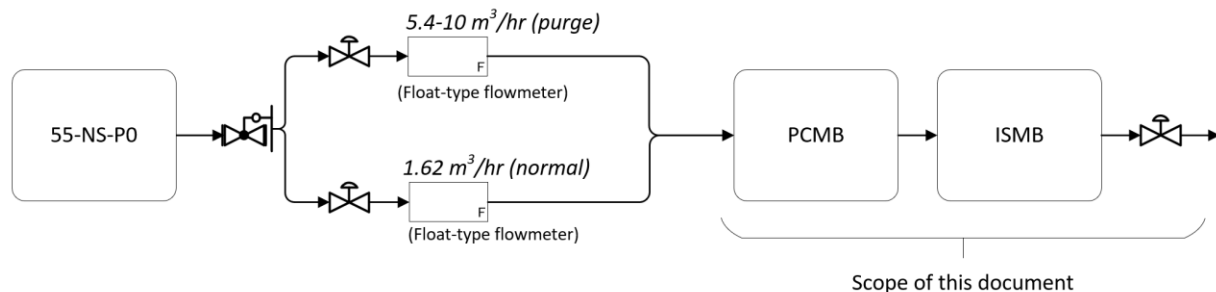 5.4-10 m³/hr (purge)
F
(Float-type flowmeter)
55-NS-P0
PCMB
ISMB
1.62 m³/hr (normal)
F
(Float-type flowmeter)
Scope of this document